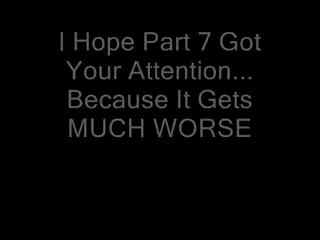 I Hope Part 7 Got
Your Attention...
Because It Gets
MUCH WORSE